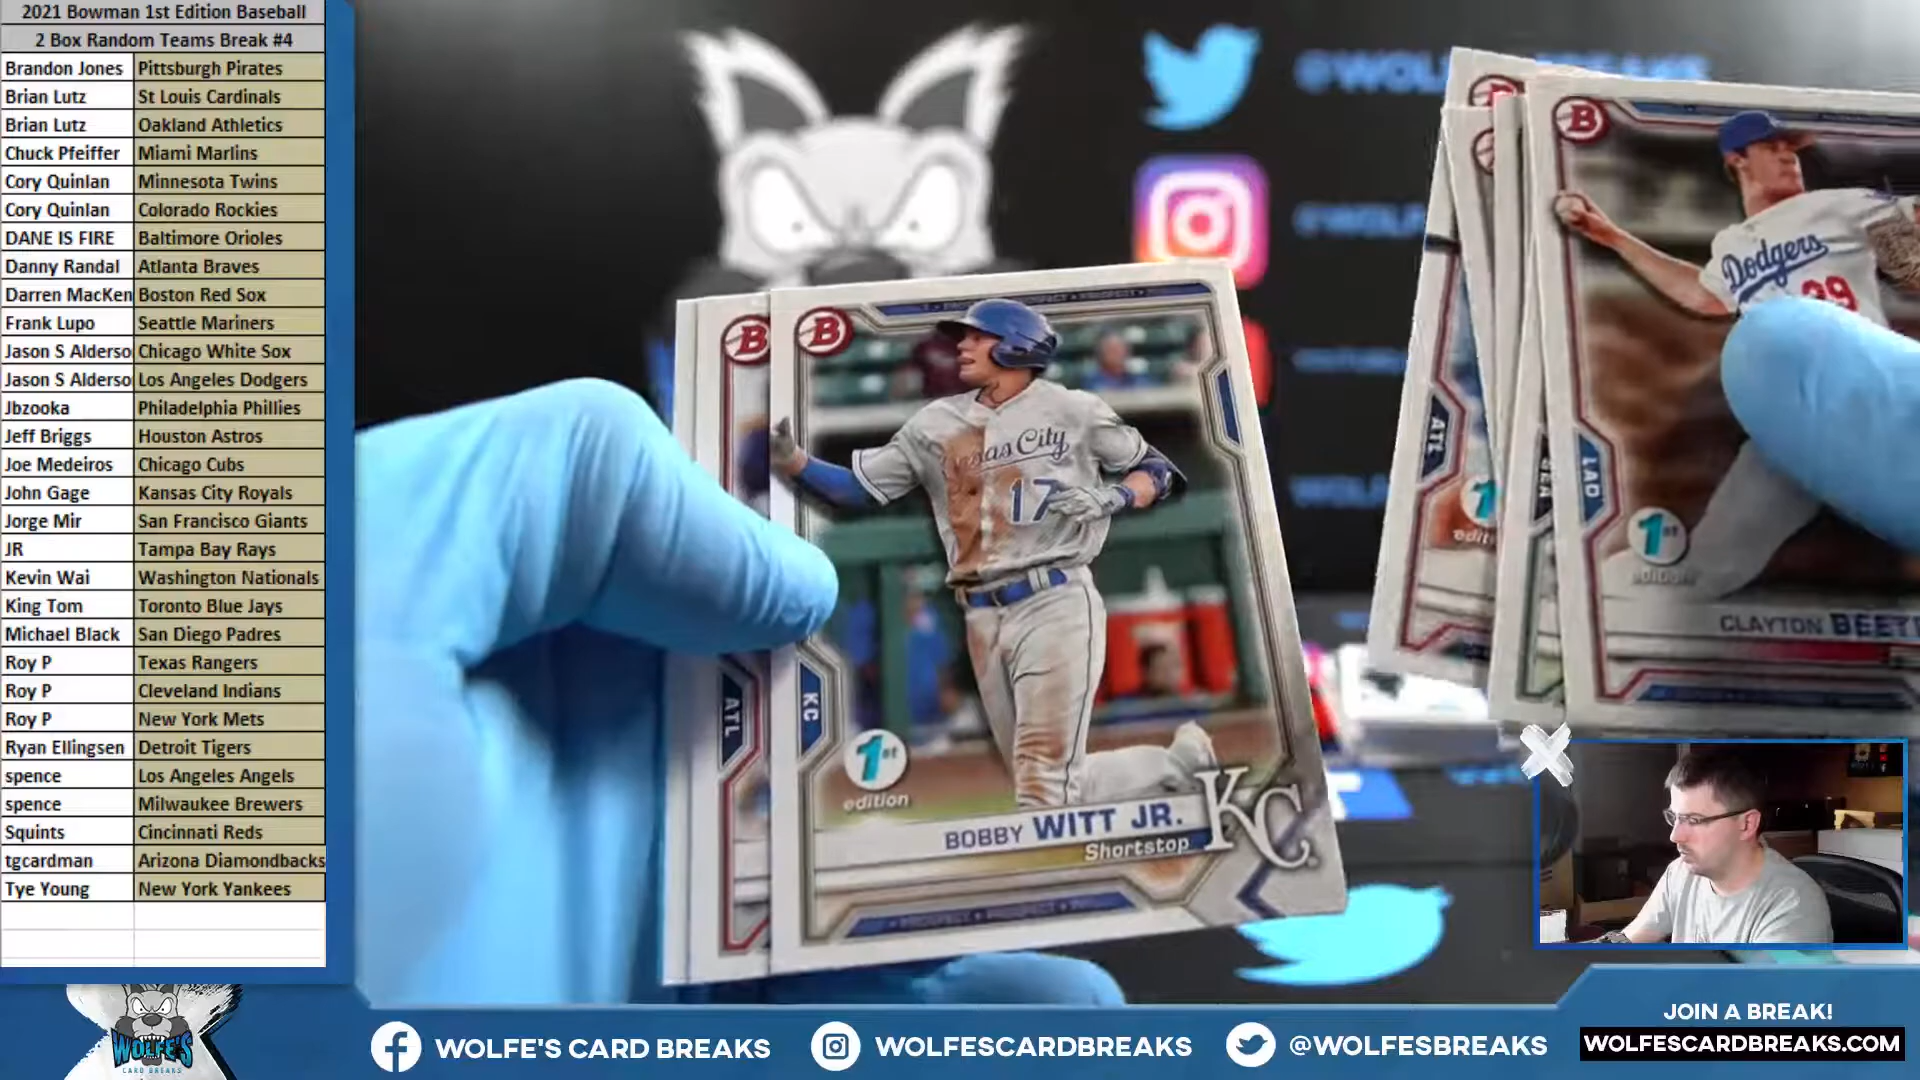 2021 Bowman 1st Edition Baseball
2 Box Random Teams Break #4
Brandon Jones Pittsburgh Pirates
Brian Lutz St Louis Cardinals
Brian Lutz Oakland Athletics
Chuck Pfeiffer Miami Marlins
Cory Quinlan Minnesota Twins
Cory Quinlan Colorado Rockies
DANE IS FIRE Baltimore Orioles
Danny Randal Atlanta Braves
Darren MacKen Boston Red Sox
Frank Lupo Seattle Mariners
Jason S Alderso Chicago White Sox
Jason S Alderso Los Angeles Dodgers
Jbzooka Philadelphia Phillies
Jeff Briggs Houston Astros
Joe Medeiros Chicago Cubs
John Gage Kansas City Royals
Jorge Mir San Francisco Giants
JR Tampa Bay Rays
Kevin Wai Washington Nationals
King Tom Toronto Blue Jays
Michael Black San Diego Padres
Roy P Texas Rangers
Roy P Cleveland Indians
Roy P New York Mets
Ryan Ellingsen Detroit Tigers
spence Los Angeles Angels
spence Milwaukee Brewers
Squints Cincinnati Reds
tgcardman Arizona Diamondbacks
Tye Young New York Yankees
B
B
17
ATL
KC
1st
edition
BOBBY WITT JR.
Shortstop
KC
B
Dodgers
ATL
LAD
1st
edition
CLAYTON
WOLFE'S
CARD BREAKS
WOLFE'S CARD BREAKS
WOLFESCARDBREAKS
@WOLFESBREAKS
JOIN A BREAK!
WOLFESCARDBREAKS.COM